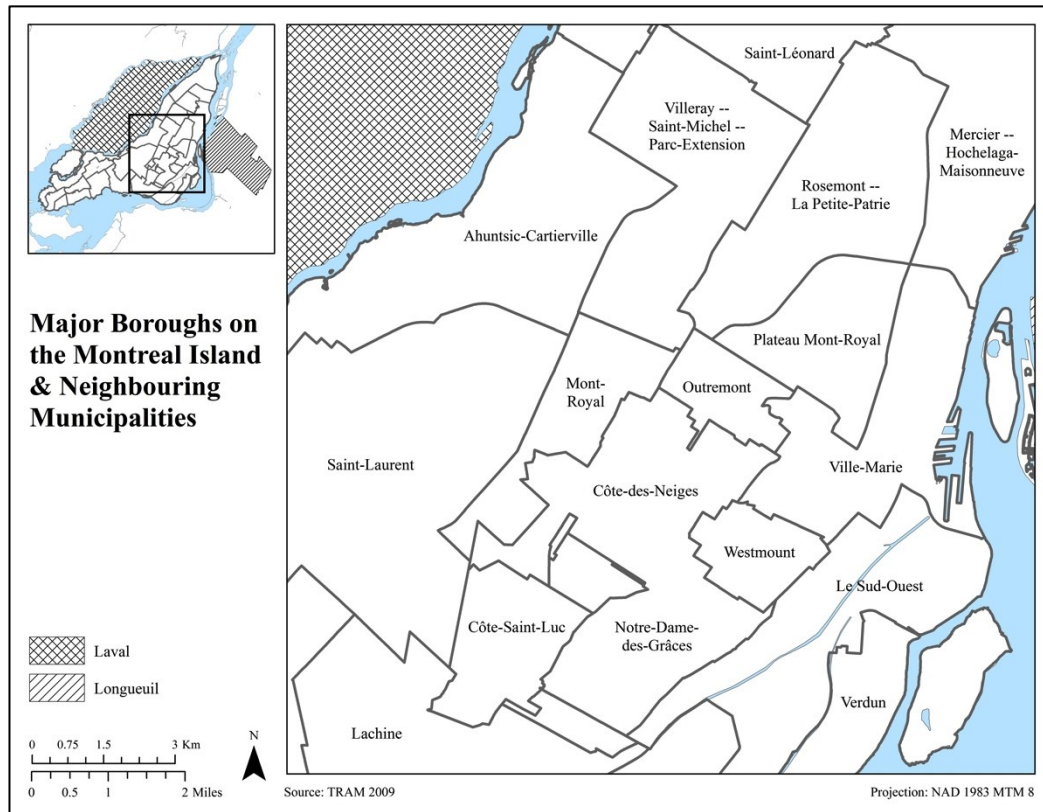 Major Boroughs on
the Montreal Island
& Neighbouring
Municipalities
Laval
Longueuil
0 0.75 1.5 3 Km
0 0.5 1 2 Miles
N
Saint-Léonard
Villeray --
Saint-Michel --
Parc-Extension
Mercier --
Hochelaga-
Maisonneuve
Rosemont --
La Petite-Patrie
Ahuntsic-Cartierville
Plateau Mont-Royal
Mont-
Royal
Outremont
Saint-Laurent
Ville-Marie
Côte-des-Neiges
Westmount
Le Sud-Ouest
Côte-Saint-Luc
Notre-Dame-
des-Grâces
Verdun
Lachine
Source: TRAM 2009
Projection: NAD 1983 MTM 8